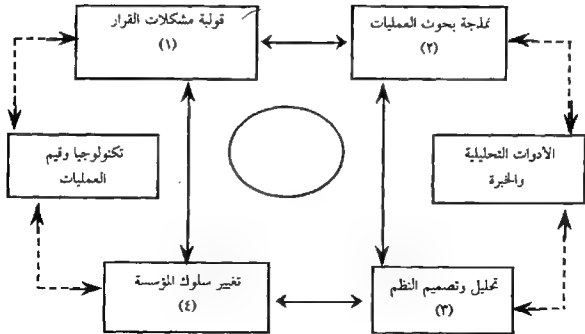 قولبة مشكلات القرار
(١)
نمذجة بحوث العمليات
(٢)
تكنولوجيا وقيم
العمليات
الأدوات التحليلية
والخبرة
تغيير سلوك المؤسسة
(٤)
تحليل وتصميم النظم
(٣)